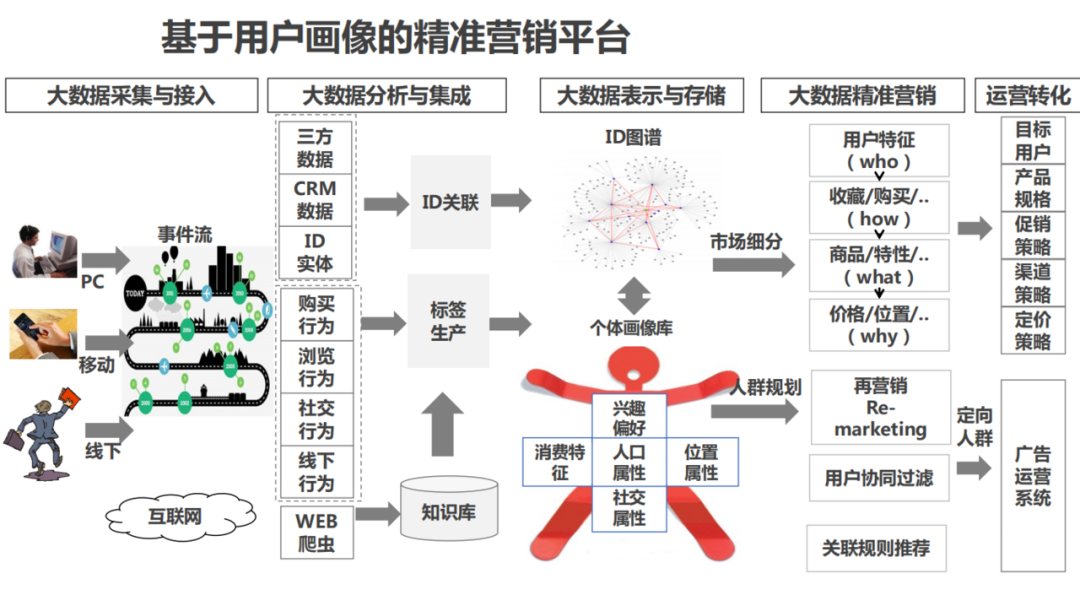 基于用户画像的精准营销平台
大数据采集与接入
大数据分析与集成
大数据表示与存储
大数据精准营销
运营转化
PC
移动
线下
事件流
TODAY
互联网
三方
数据
CRM
数据
ID
实体
购买
行为
浏览
行为
社交
行为
线下
行为
WEB
爬虫
ID关联
标签
生产
知识库
ID图谱
个体画像库
兴趣
偏好
消费特
征
人口
属性
位置
属性
社交
属性
市场细分
人群规划
用户特征
（who）
收藏/购买/..
（how）
商品/特性/..
（what）
价格/位置/..
（why）
再营销
Re-
marketing
用户协同过滤
关联规则推荐
定向
人群
目标
用户
产品
规格
促销
策略
渠道
策略
定价
策略
广告
运营
系统